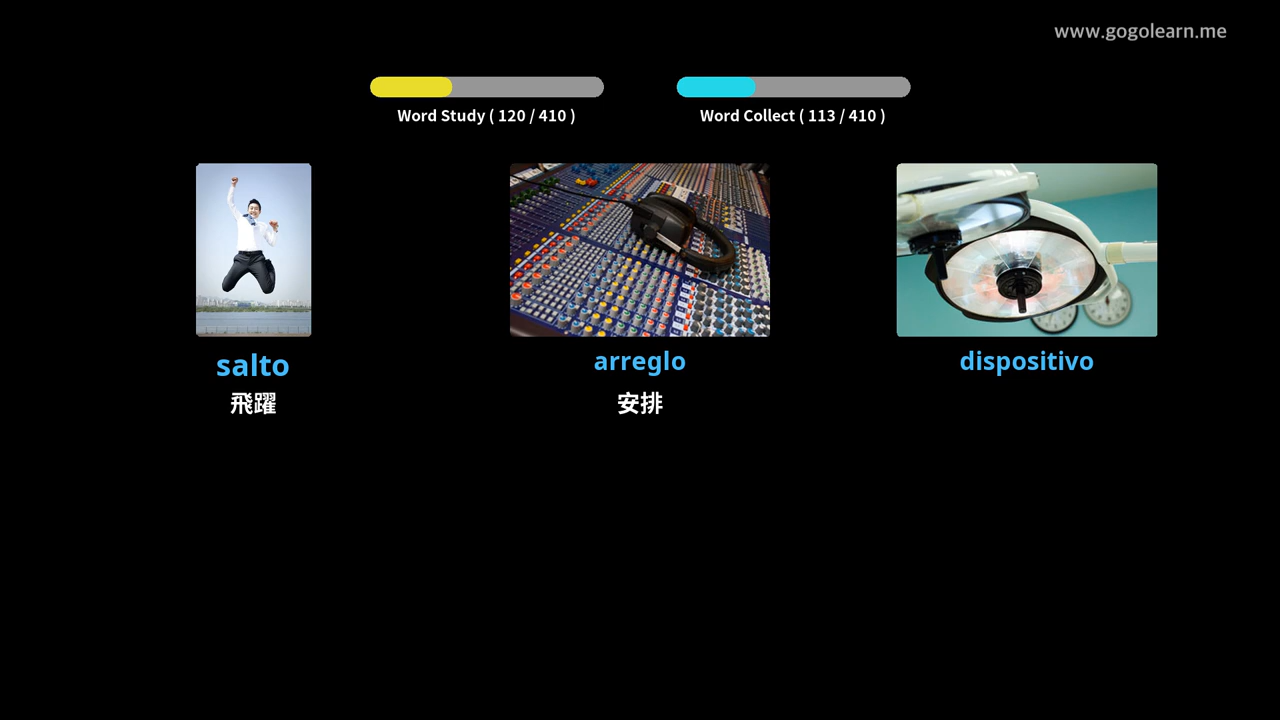 www.gogolearn.me
Word Study ( 120 / 410 )
Word Collect ( 113 / 410 )
salto
arreglo
dispositivo
飛躍
安排